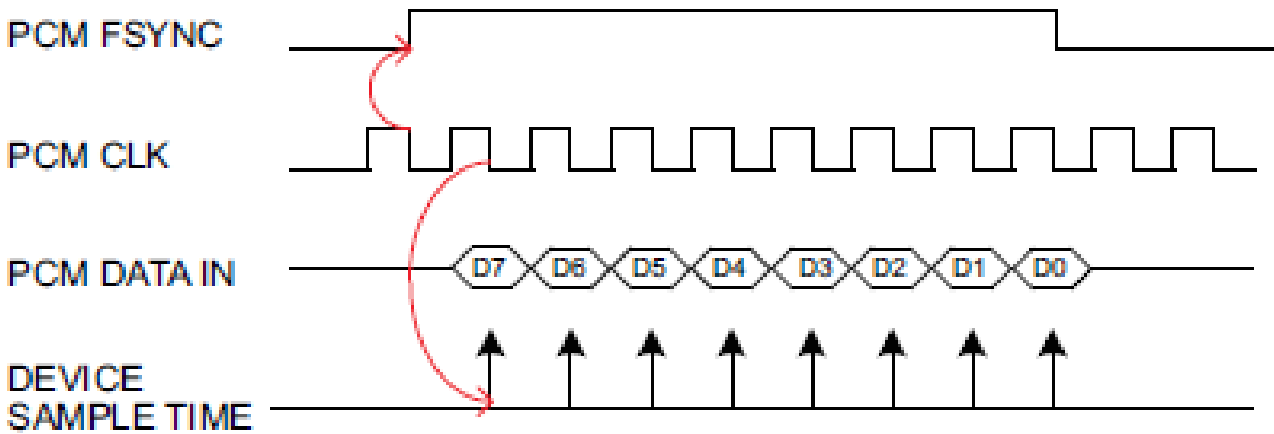 PCM FSYNC
PCM CLK
PCM DATA IN
D7 D6 D5 D4 D3 D2 D1 D0
DEVICE
SAMPLE TIME